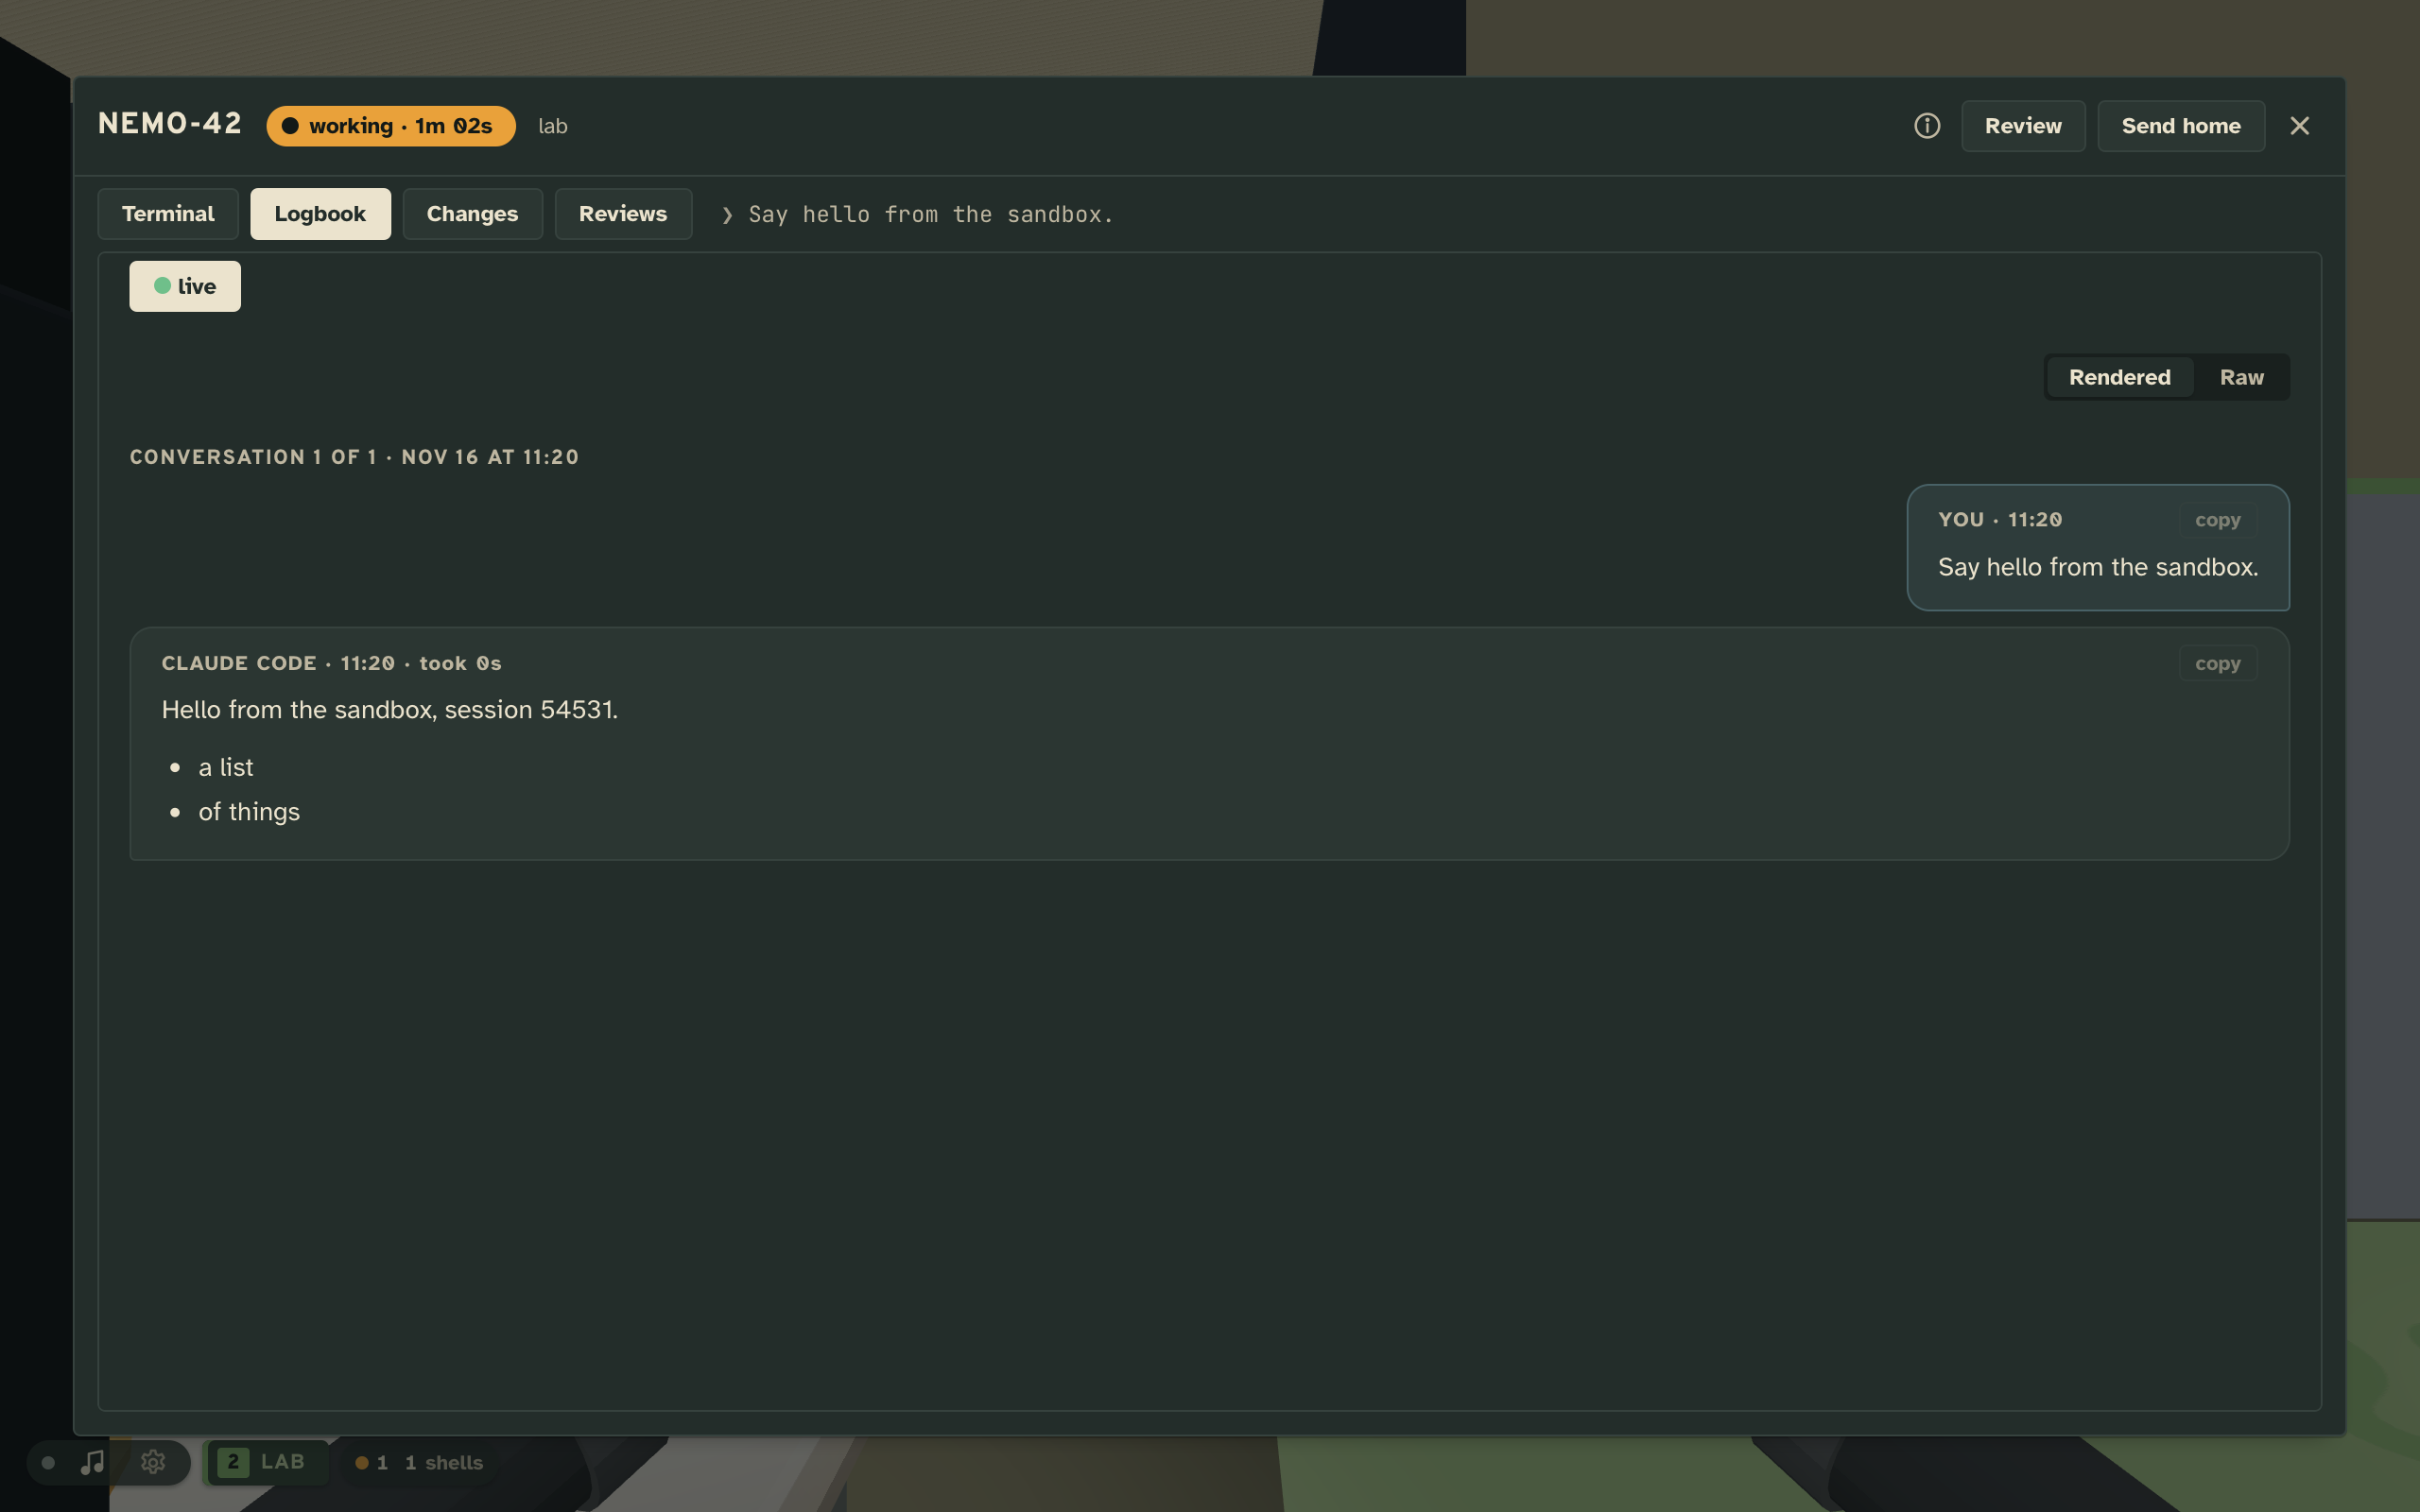 NEMO-42 working · 1m 02s lab Review Send home
Terminal Logbook Changes Reviews ❯ Say hello from the sandbox.
live
Rendered Raw
CONVERSATION 1 OF 1 · NOV 16 AT 11:20
YOU · 11:20 copy
Say hello from the sandbox.
CLAUDE CODE · 11:20 · took 0s copy
Hello from the sandbox, session 54531.
• a list
• of things
2 LAB 1 1 shells